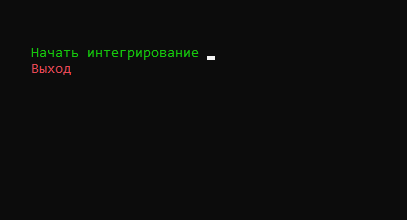 Начать интегрирование
Выход